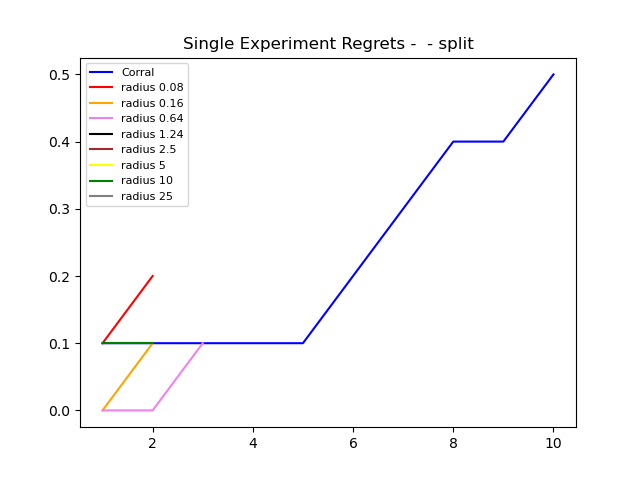 Single Experiment Regrets -  - split
Corral
radius 0.08
radius 0.16
radius 0.64
radius 1.24
radius 2.5
radius 5
radius 10
radius 25
0.5
0.4
0.3
0.2
0.1
0.0
2 4 6 8 10